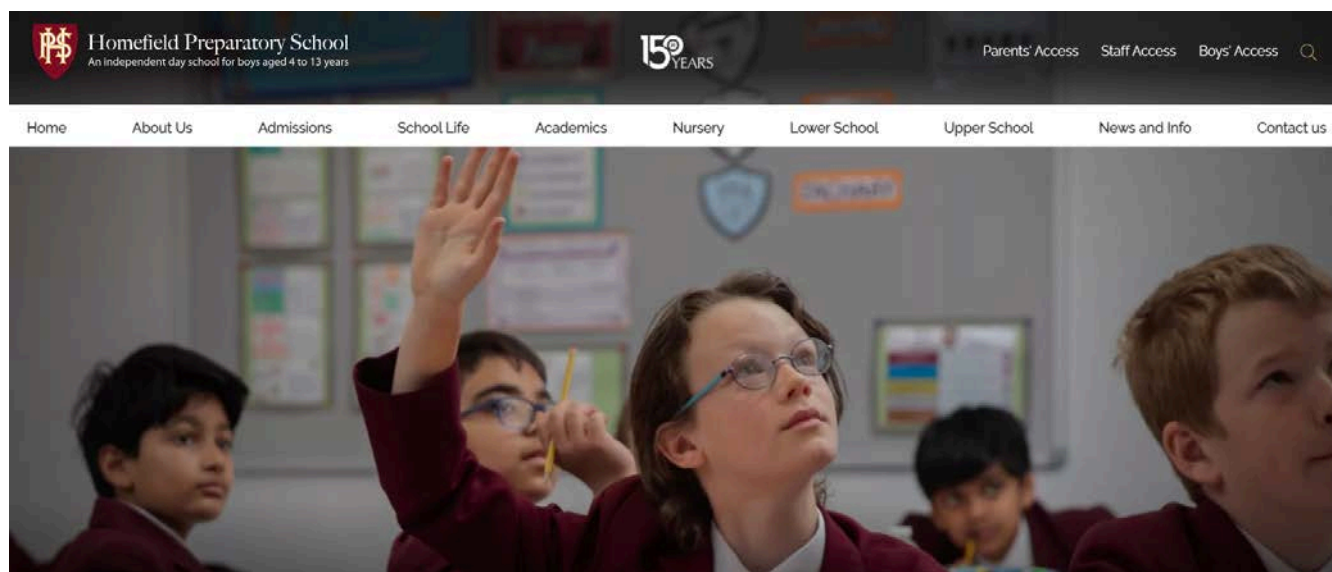 Homefield Preparatory School
An independent day school for boys aged 4 to 13 years
150 YEARS
Parents' Access Staff Access Boys' Access
Home About Us Admissions School Life Academics Nursery Lower School Upper School News and Info Contact us